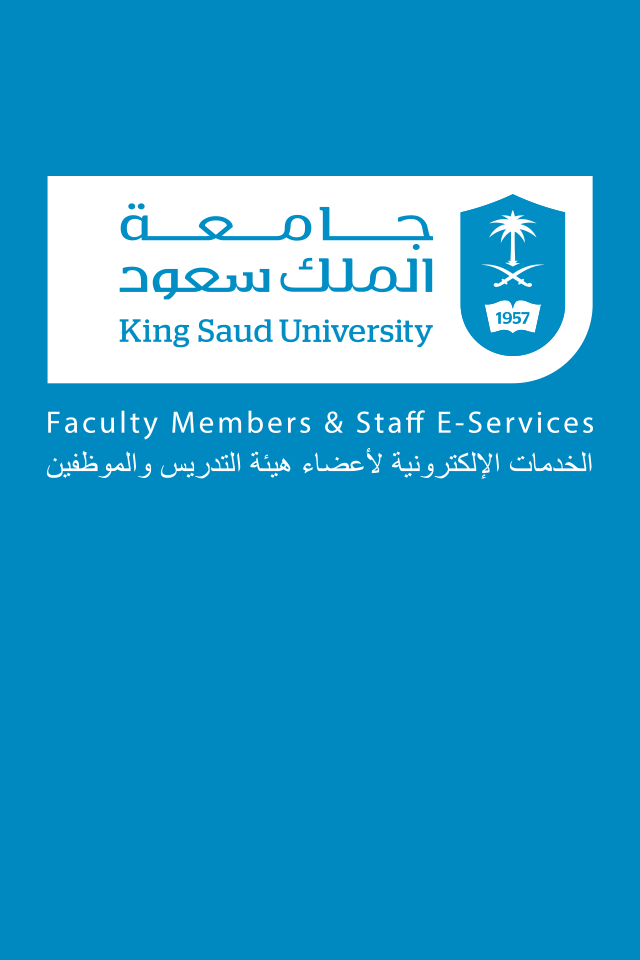 جامعة
الملك سعود
King Saud University
1957
Faculty Members & Staff E-Services
الخدمات الإلكترونية لأعضاء هيئة التدريس والموظفين